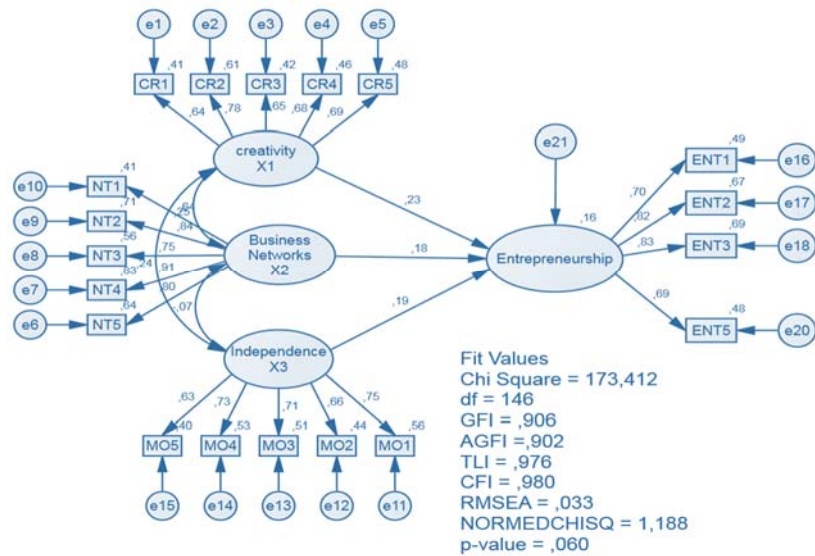 e1 e2 e3 e4 e5
,41 ,61 ,42 ,46 ,48
CR1 CR2 CR3 CR4 CR5
,64 ,78 ,65 ,68 ,69
creativity
X1
e21
,49
ENT1 e16
,70
,67
ENT2 e17
,82
,69
ENT3 e18
,83
,16
Entrepreneurship
,69
,48
ENT5 e20
,23
,18
,19
,41
e10 NT1
,71
e9 NT2
,84
,56
e8 NT3
,75
,83
e7 NT4
,91
,64
e6 NT5
,80
,24
Business
Networks
X2
,07
Independence
X3
,63 ,73 ,71 ,66 ,75
,40 ,53 ,51 ,44 ,56
MO5 MO4 MO3 MO2 MO1
e15 e14 e13 e12 e11
Fit Values
Chi Square = 173,412
df = 146
GFI = ,906
AGFI =,902
TLI = ,976
CFI = ,980
RMSEA = ,033
NORMEDCHISQ = 1,188
p-value = ,060